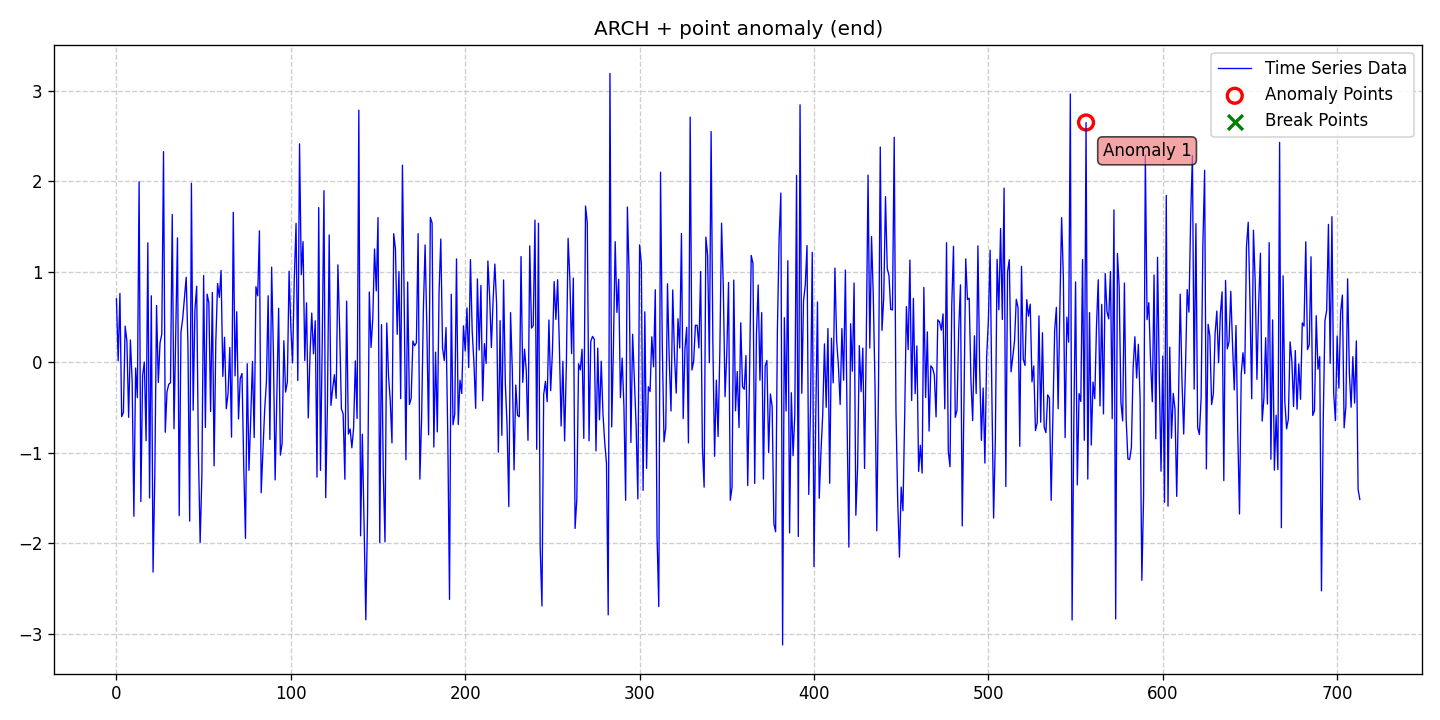 ARCH + point anomaly (end)
Time Series Data
Anomaly Points
Break Points
Anomaly 1
3
2
1
0
−1
−2
−3
0 100 200 300 400 500 600 700